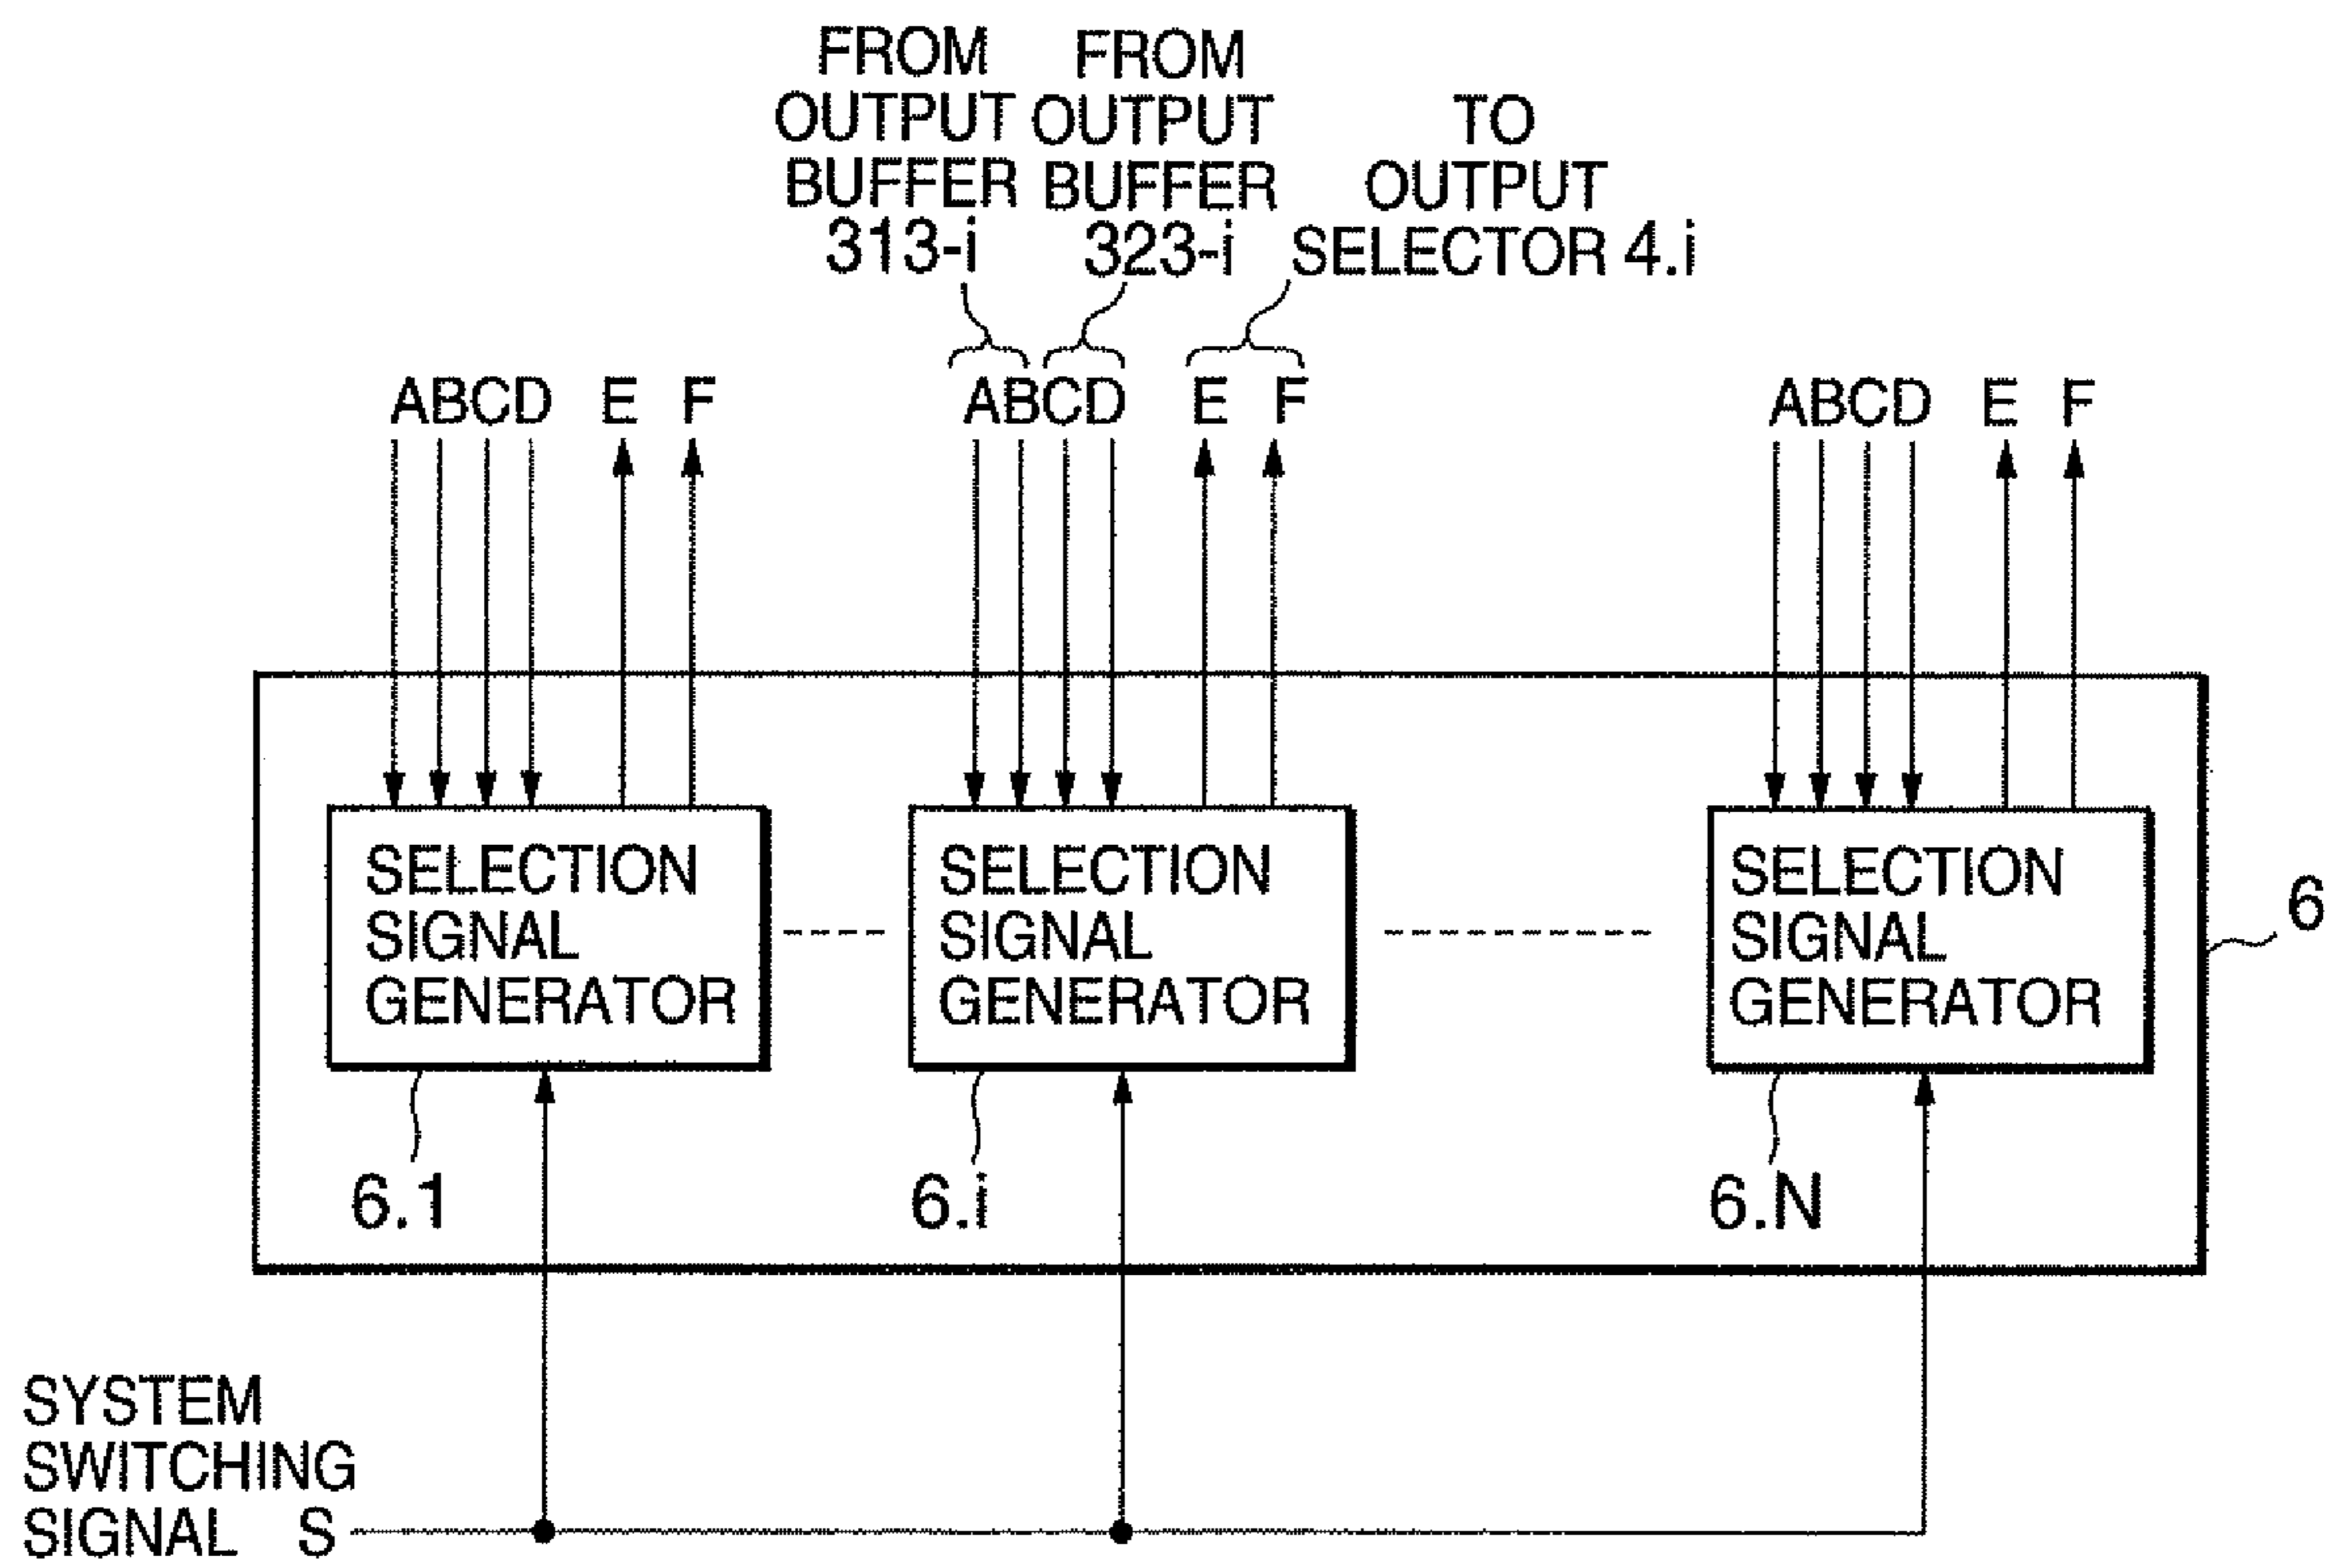 FROM
OUTPUT
BUFFER
313-i
FROM
OUTPUT
BUFFER
323-i
TO
OUTPUT
SELECTOR 4.i
ABCD E F
ABCD E F
ABCD E F
SELECTION
SIGNAL
GENERATOR
SELECTION
SIGNAL
GENERATOR
SELECTION
SIGNAL
GENERATOR
6
6.1
6.i
6.N
SYSTEM
SWITCHING
SIGNAL S